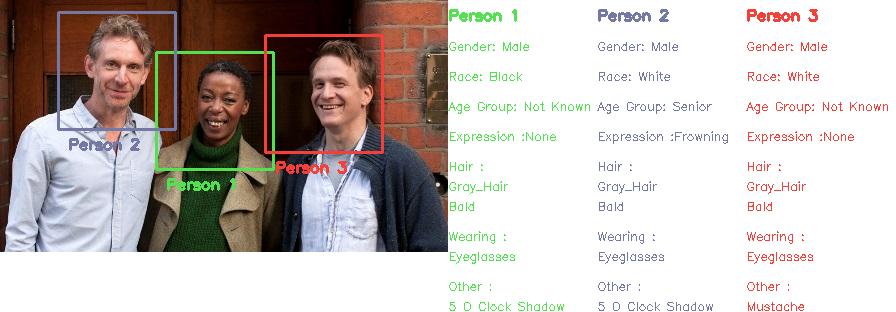 Person 2
Person 1
Person 3
Person 1
Gender: Male
Race: Black
Age Group: Not Known
Expression :None
Hair :
Gray_Hair
Bald
Wearing :
Eyeglasses
Other :
5 O Clock Shadow
Person 2
Gender: Male
Race: White
Age Group: Senior
Expression :Frowning
Hair :
Gray_Hair
Bald
Wearing :
Eyeglasses
Other :
5 O Clock Shadow
Person 3
Gender: Male
Race: White
Age Group: Not Known
Expression :None
Hair :
Gray_Hair
Bald
Wearing :
Eyeglasses
Other :
Mustache